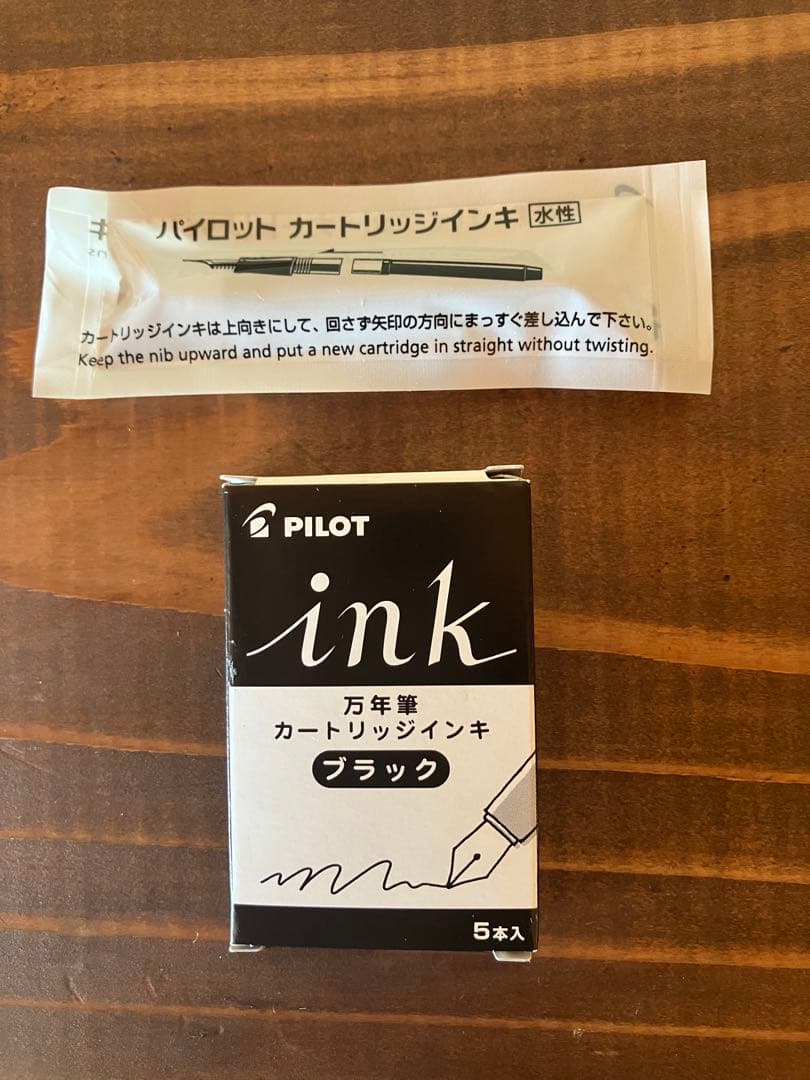 パイロット カートリッジインキ 水性
カートリッジインキは上向きにして、回さず矢印の方向にまっすぐ差し込んで下さい。
Keep the nib upward and put a new cartridge in straight without twisting.
PILOT
ink
万年筆
カートリッジインキ
ブラック
5本入